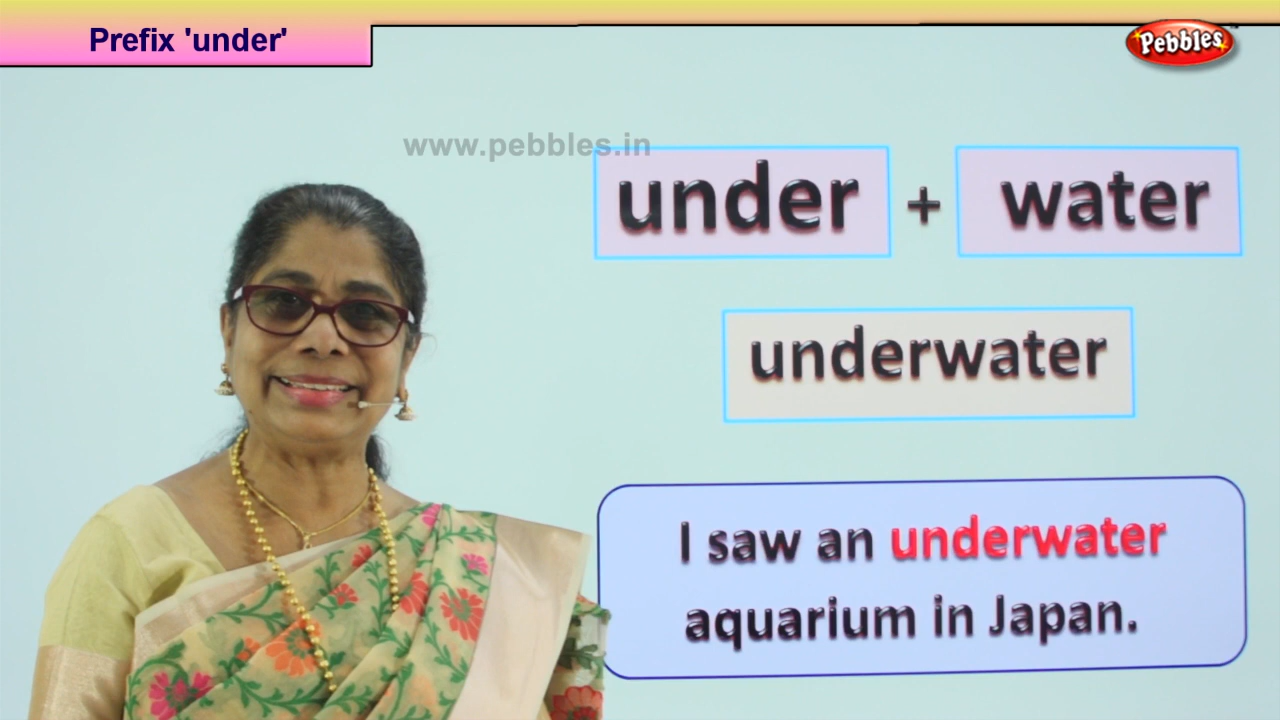 Prefix 'under'
Pebbles
www.pebbles.in
under + water
underwater
I saw an underwater
aquarium in Japan.